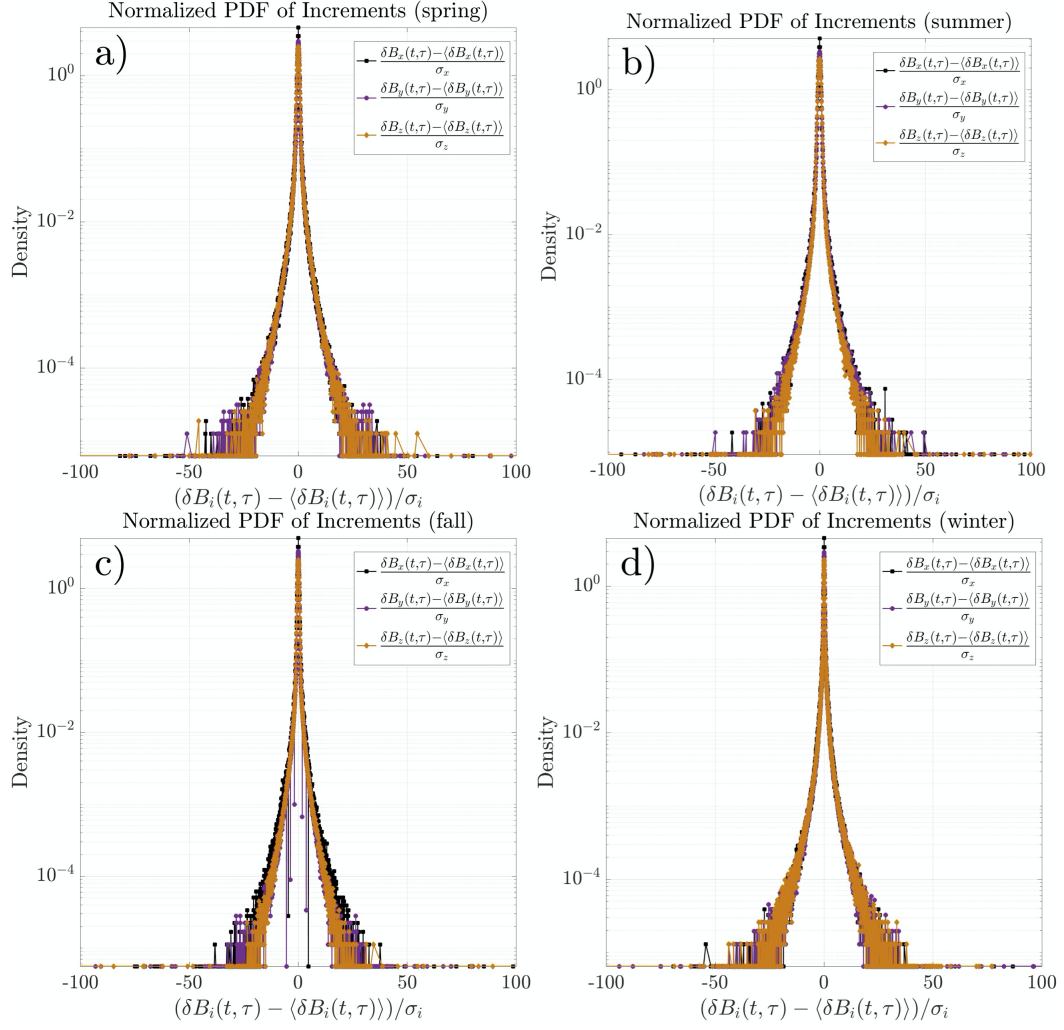 Normalized PDF of Increments (spring)
a)
δB_x(t,τ)−⟨δB_x(t,τ)⟩
σ_x
δB_y(t,τ)−⟨δB_y(t,τ)⟩
σ_y
δB_z(t,τ)−⟨δB_z(t,τ)⟩
σ_z
Density
10^0
10^-2
10^-4
-100 -50 0 50 100
(δB_i(t, τ) − ⟨δB_i(t, τ)⟩)/σ_i
Normalized PDF of Increments (summer)
b)
δB_x(t,τ)−⟨δB_x(t,τ)⟩
σ_x
δB_y(t,τ)−⟨δB_y(t,τ)⟩
σ_y
δB_z(t,τ)−⟨δB_z(t,τ)⟩
σ_z
Density
10^0
10^-2
10^-4
-100 -50 0 50 100
(δB_i(t, τ) − ⟨δB_i(t, τ)⟩)/σ_i
Normalized PDF of Increments (fall)
c)
δB_x(t,τ)−⟨δB_x(t,τ)⟩
σ_x
δB_y(t,τ)−⟨δB_y(t,τ)⟩
σ_y
δB_z(t,τ)−⟨δB_z(t,τ)⟩
σ_z
Density
10^0
10^-2
10^-4
-100 -50 0 50 100
(δB_i(t, τ) − ⟨δB_i(t, τ)⟩)/σ_i
Normalized PDF of Increments (winter)
d)
δB_x(t,τ)−⟨δB_x(t,τ)⟩
σ_x
δB_y(t,τ)−⟨δB_y(t,τ)⟩
σ_y
δB_z(t,τ)−⟨δB_z(t,τ)⟩
σ_z
Density
10^0
10^-2
10^-4
-100 -50 0 50 100
(δB_i(t, τ) − ⟨δB_i(t, τ)⟩)/σ_i